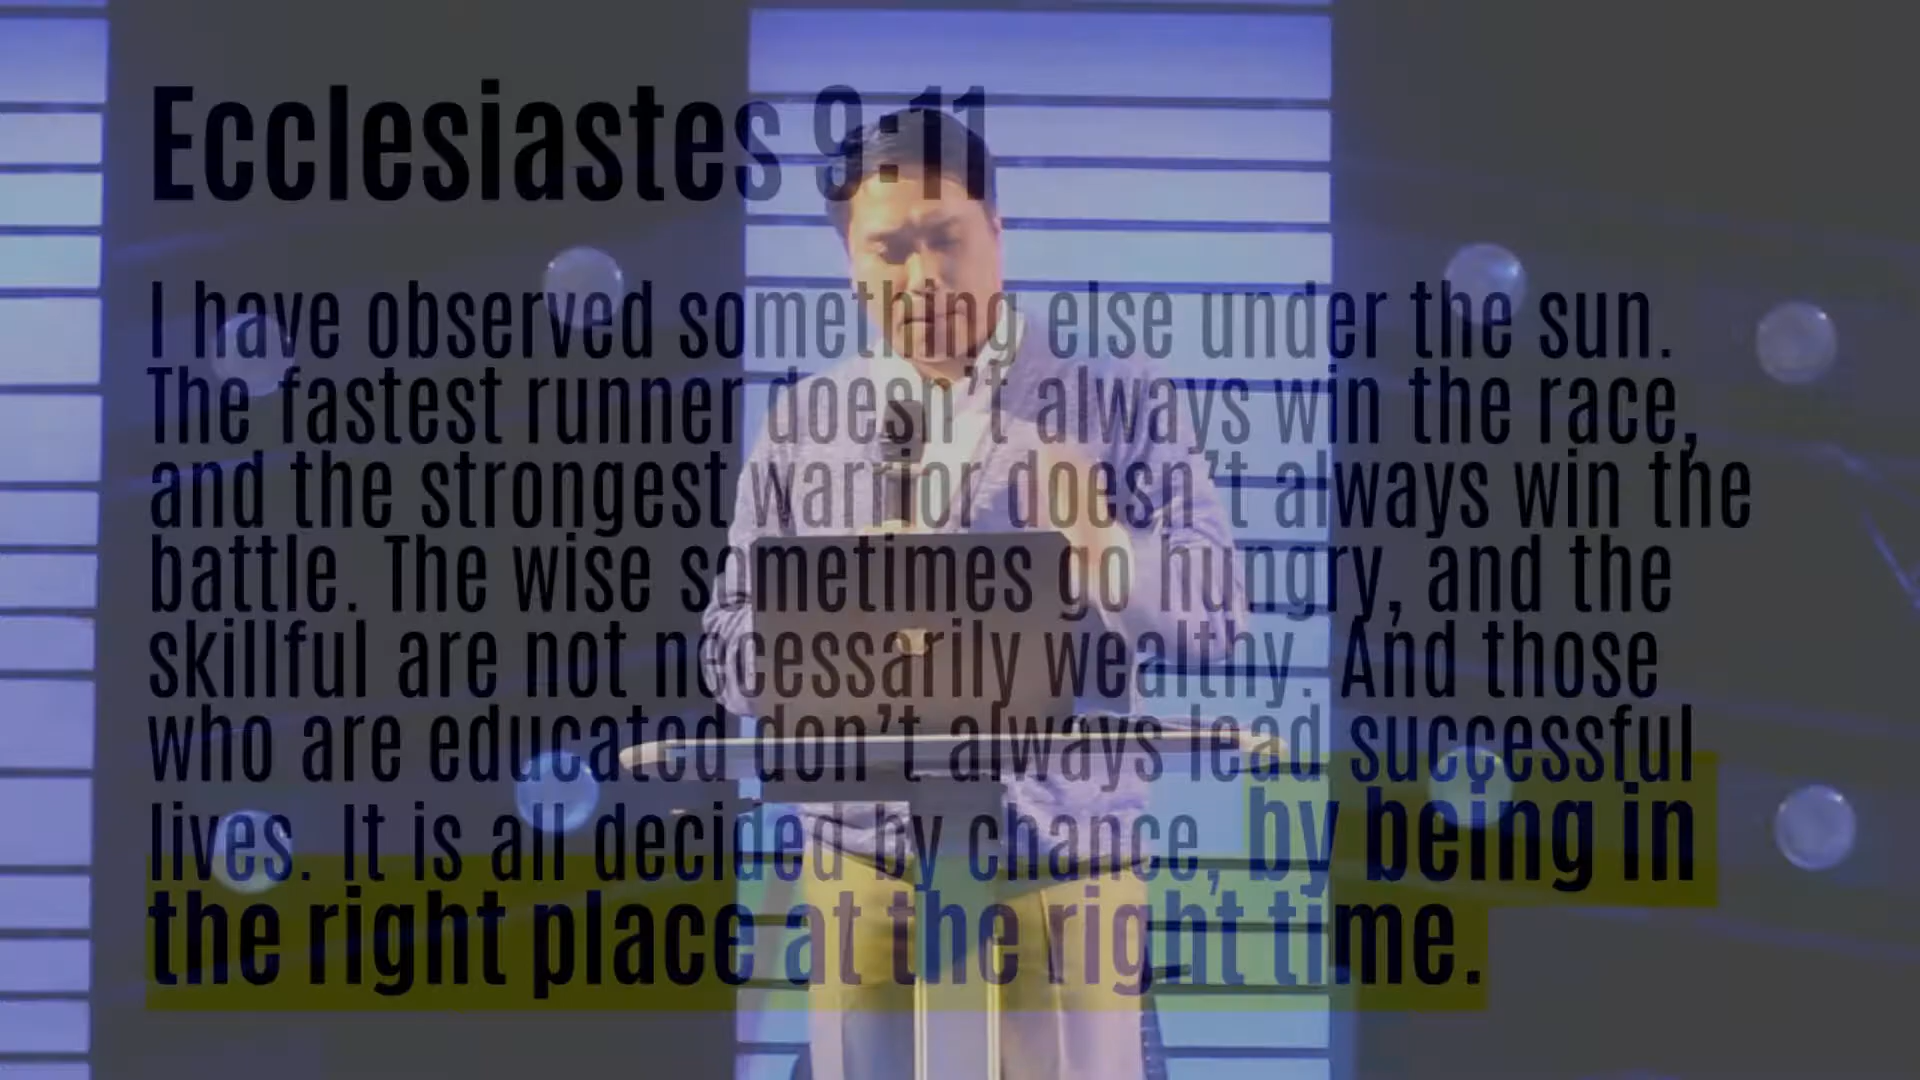 Ecclesiastes 9:11
I have observed something else under the sun.
The fastest runner doesn't always win the race,
and the strongest warrior doesn't always win the
battle. The wise sometimes go hungry, and the
skillful are not necessarily wealthy. And those
who are educated don't always lead successful
lives. It is all decided by chance, by being in
the right place at the right time.